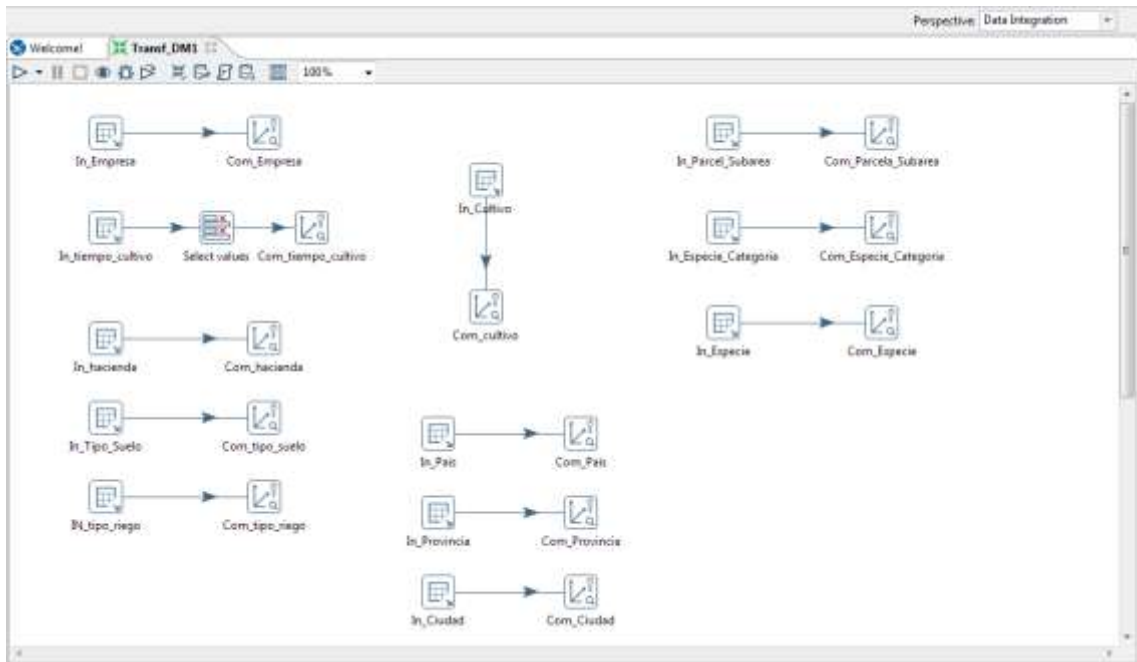 Perspective: Data Integration
Welcome!
Transf_DM1
100%
In_Empresa
Com_Empresa
In_Parcel_Subarea
Com_Parcela_Subarea
In_Cultivo
In_tiempo_cultivo
Select values
Com_tiempo_cultivo
In_Especie_Categoria
Com_Especie_Categoria
Com_cultivo
In_hacienda
Com_hacienda
In_Especie
Com_Especie
In_Tipo_Suelo
Com_tipo_suelo
In_Pais
Com_Pais
IN_tipo_riego
Com_tipo_riego
In_Provincia
Com_Provincia
In_Ciudad
Com_Ciudad